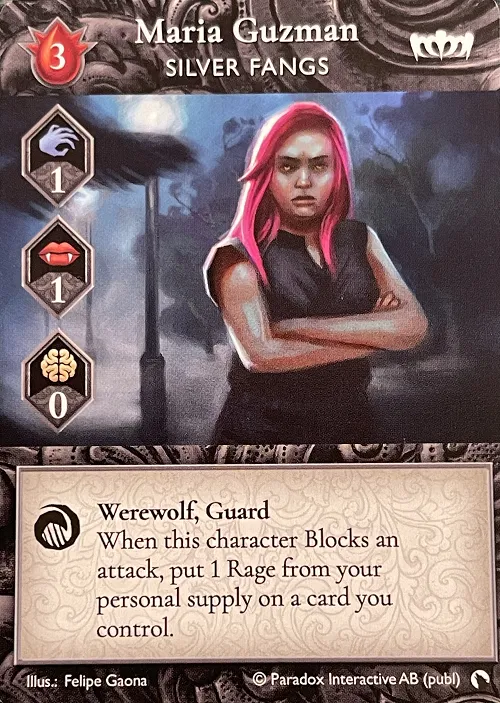 3
Maria Guzman
SILVER FANGS
1
1
0
Werewolf, Guard
When this character Blocks an
attack, put 1 Rage from your
personal supply on a card you
control.
Illus.: Felipe Gaona
© Paradox Interactive AB (publ)